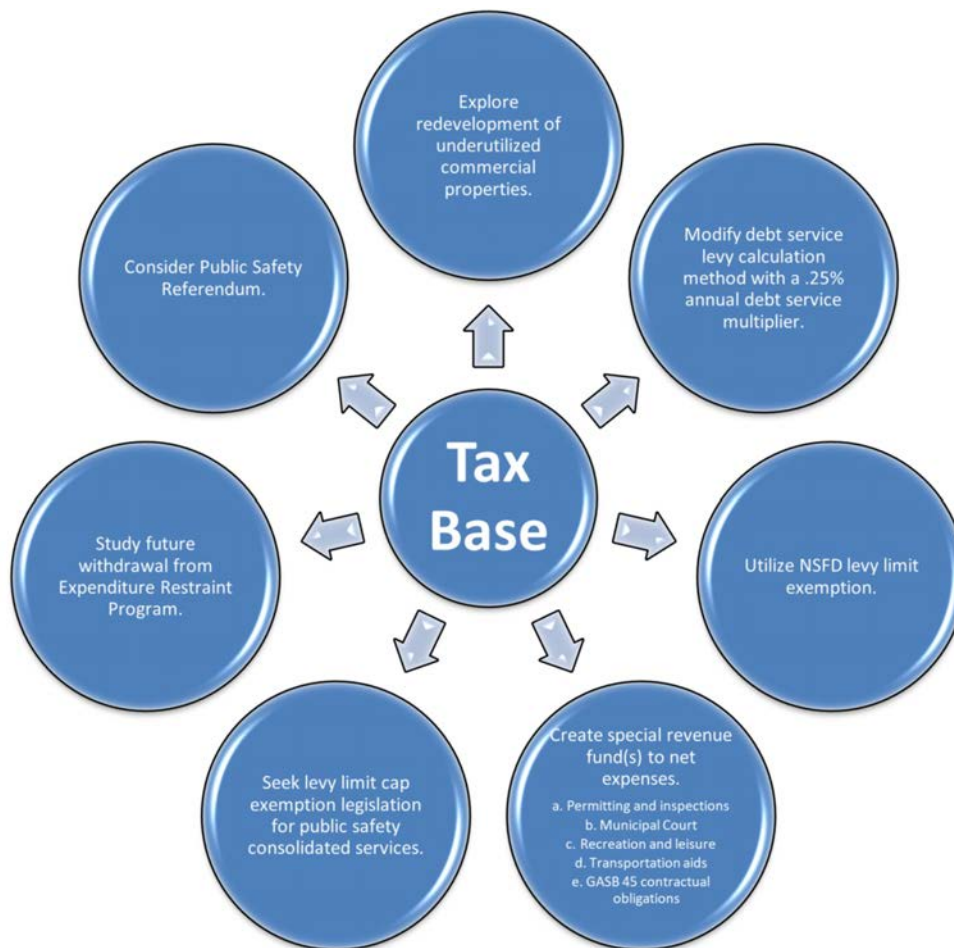 Explore
redevelopment of
underutilized
commercial
properties.
Modify debt service
levy calculation
method with a .25%
annual debt service
multiplier.
Utilize NSFD levy limit
exemption.
Create special revenue
fund(s) to net
expenses.
a. Permitting and inspections
b. Municipal Court
c. Recreation and leisure
d. Transportation aids
e. GASB 45 contractual
obligations
Seek levy limit cap
exemption legislation
for public safety
consolidated services.
Study future
withdrawal from
Expenditure Restraint
Program.
Consider Public Safety
Referendum.
Tax
Base